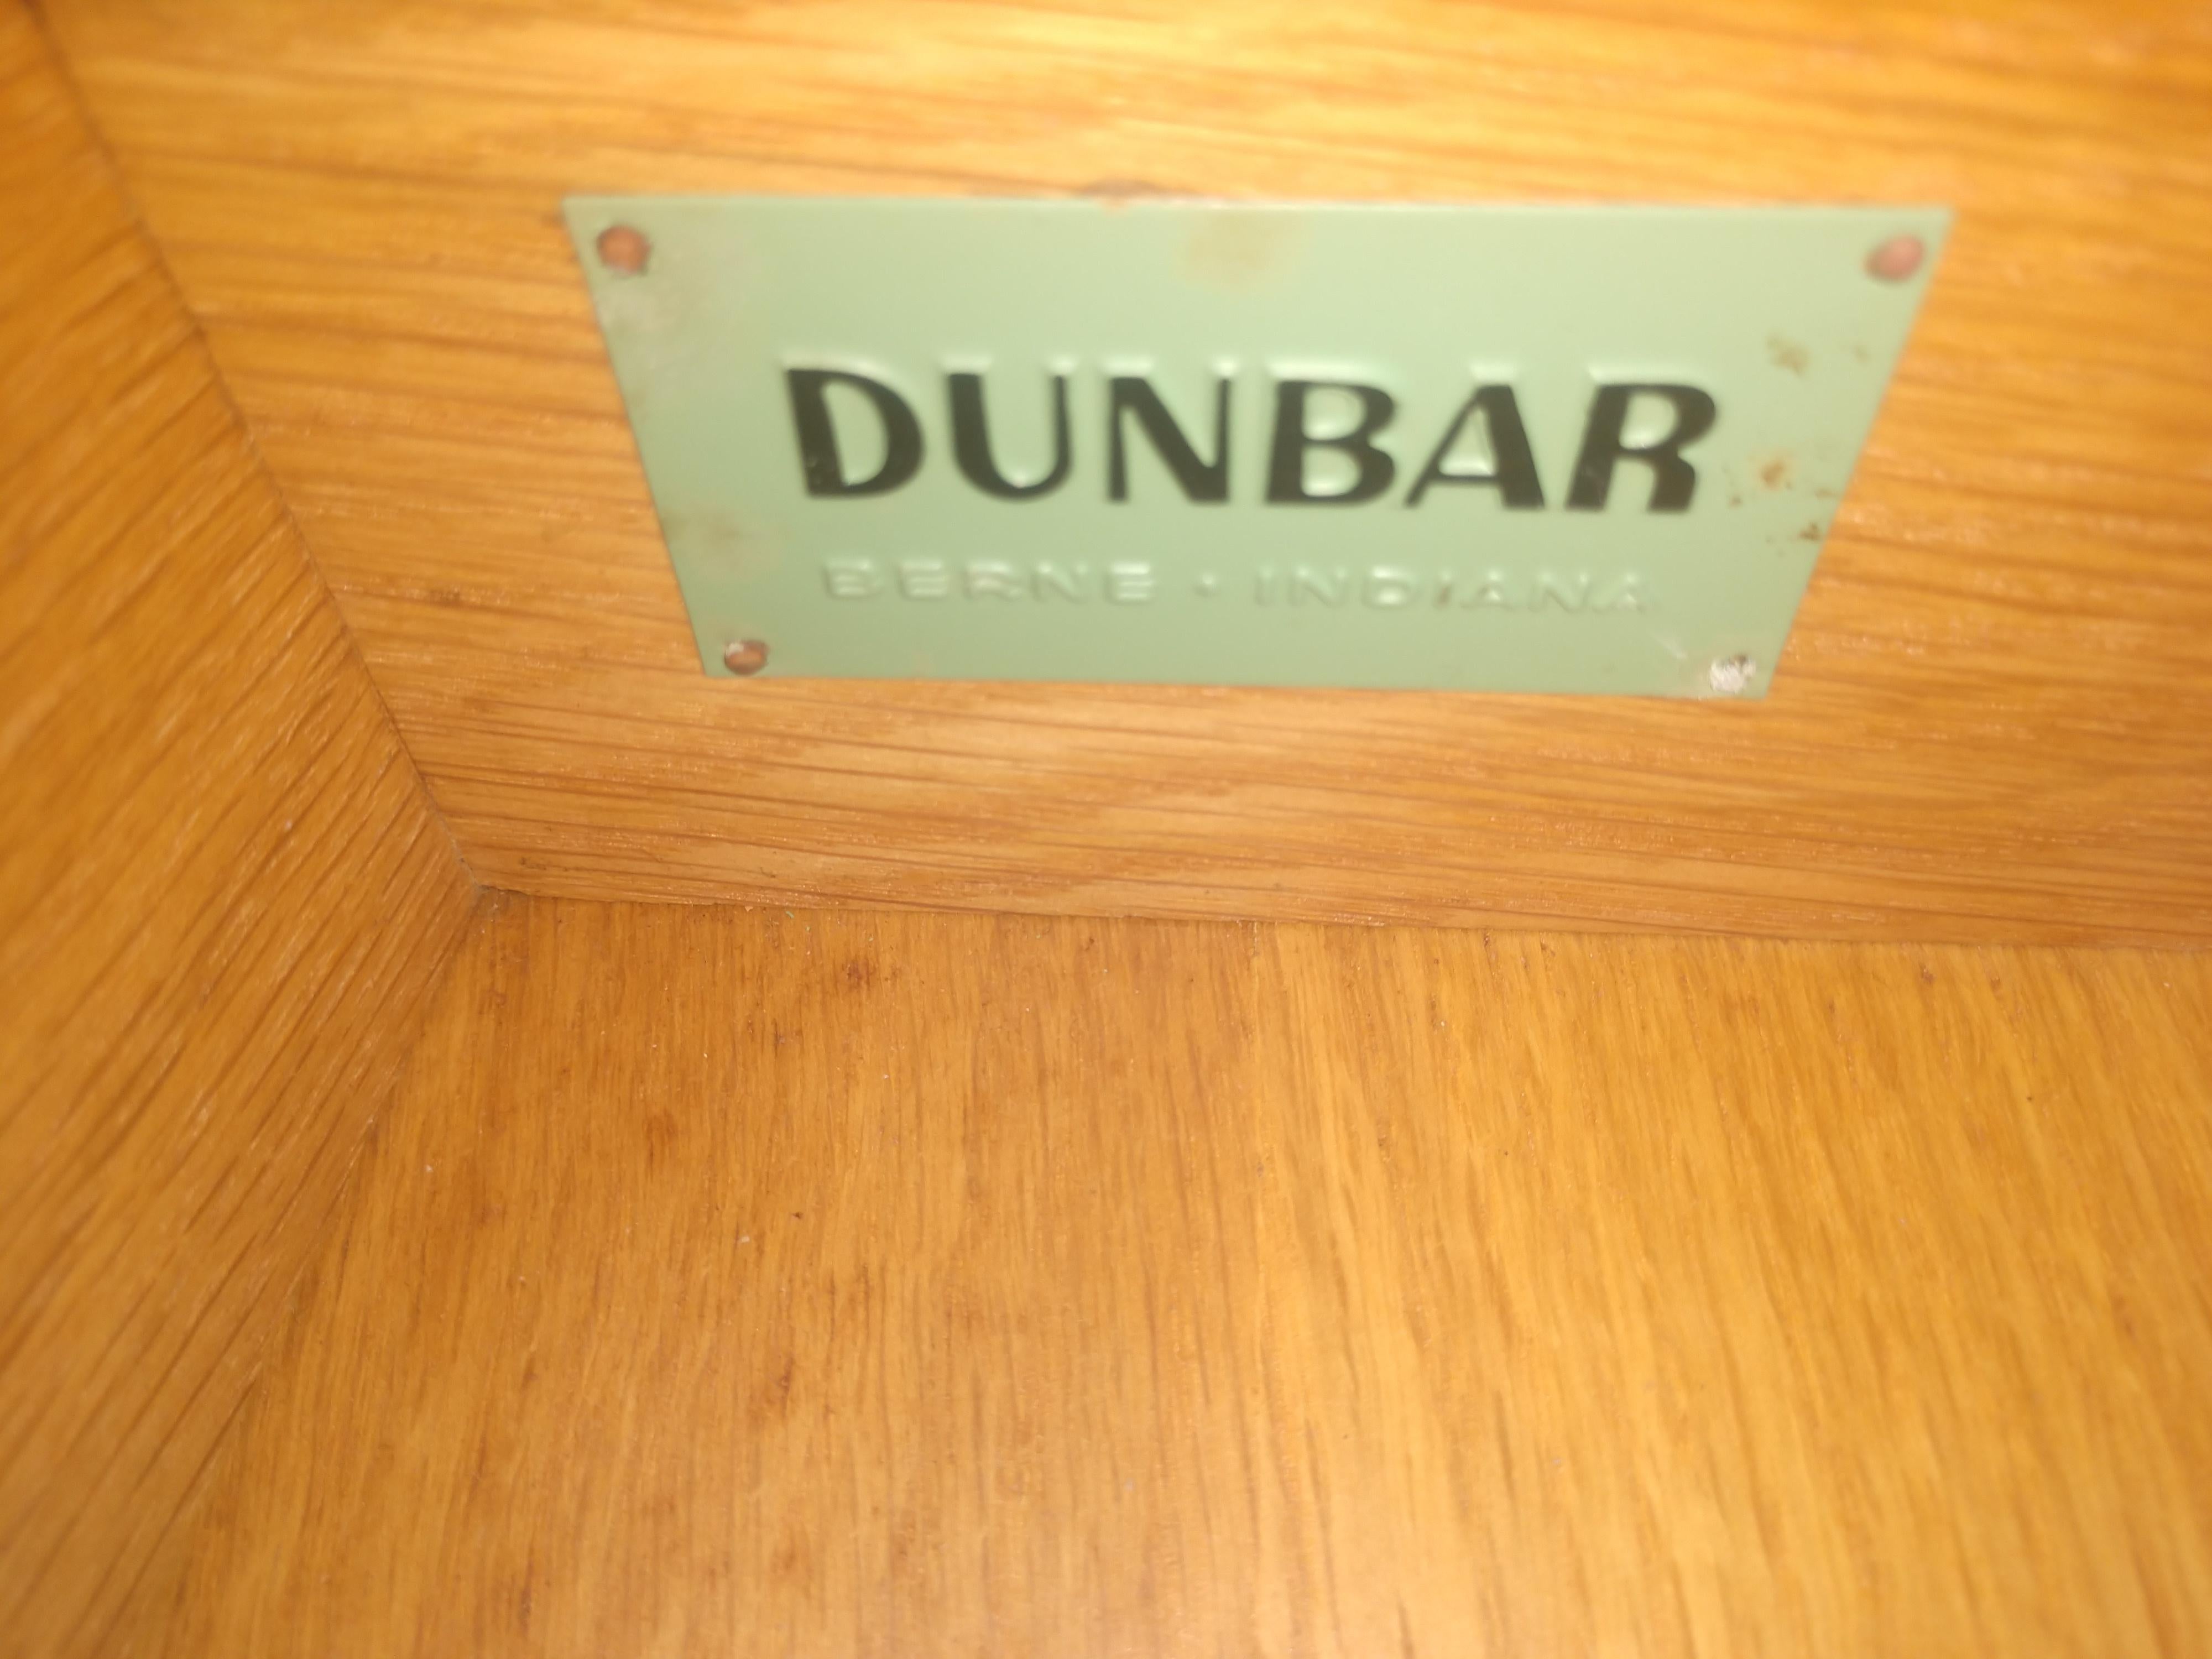 DUNBAR
BERNE · INDIANA